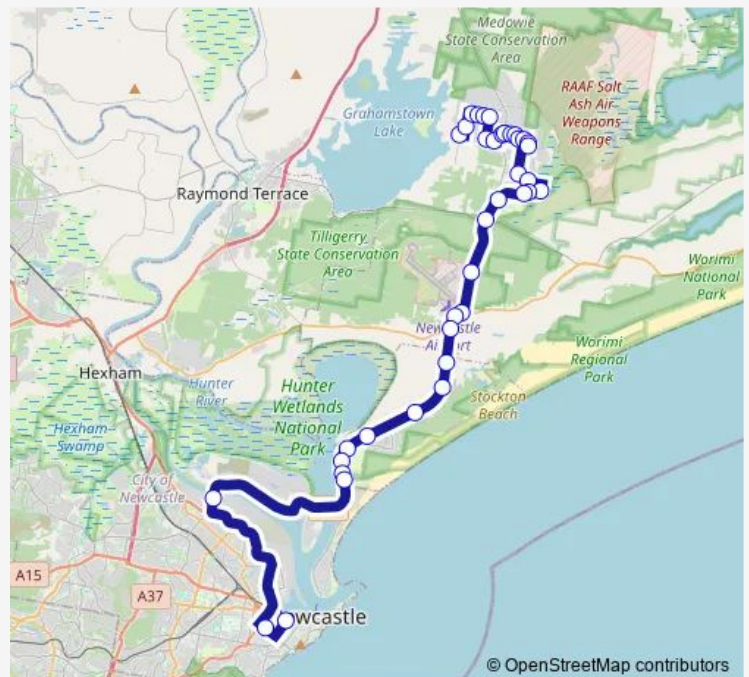 Medowie
State Conservation
Area
RAAF Salt
Ash Air
Weapons
Range
Grahamstown
Lake
Raymond Terrace
Tilligerry
State Conservation
Area
Worimi
National
Park
Newcastle
Airport
Worimi
Regional
Park
Hexham
Hunter
River
Hunter
Wetlands
National
Park
Stockton
Beach
Hexham
Swamp
City of
Newcastle
A15
A37
wcastle
© OpenStreetMap contributors